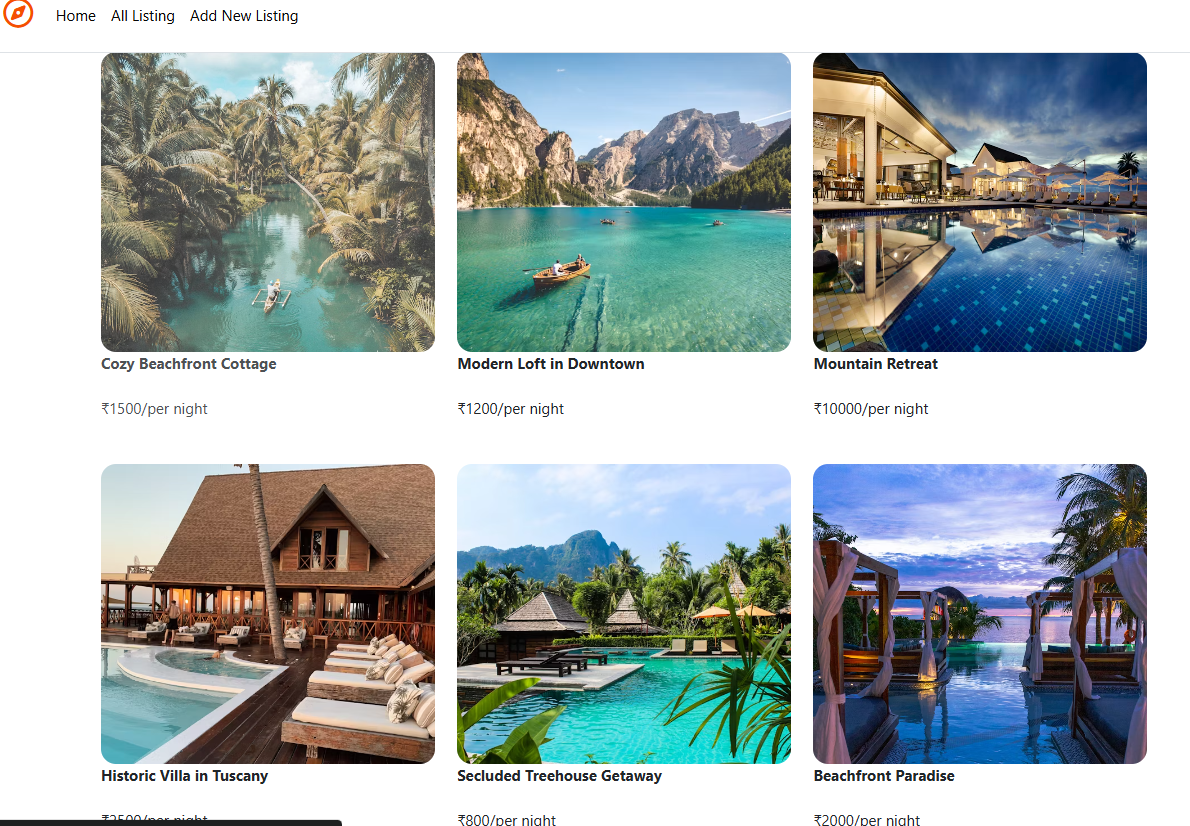 Home All Listing Add New Listing
Cozy Beachfront Cottage Modern Loft in Downtown Mountain Retreat
₹1500/per night ₹1200/per night ₹10000/per night
Historic Villa in Tuscany Secluded Treehouse Getaway Beachfront Paradise
₹2500/per night ₹800/per night ₹2000/per night